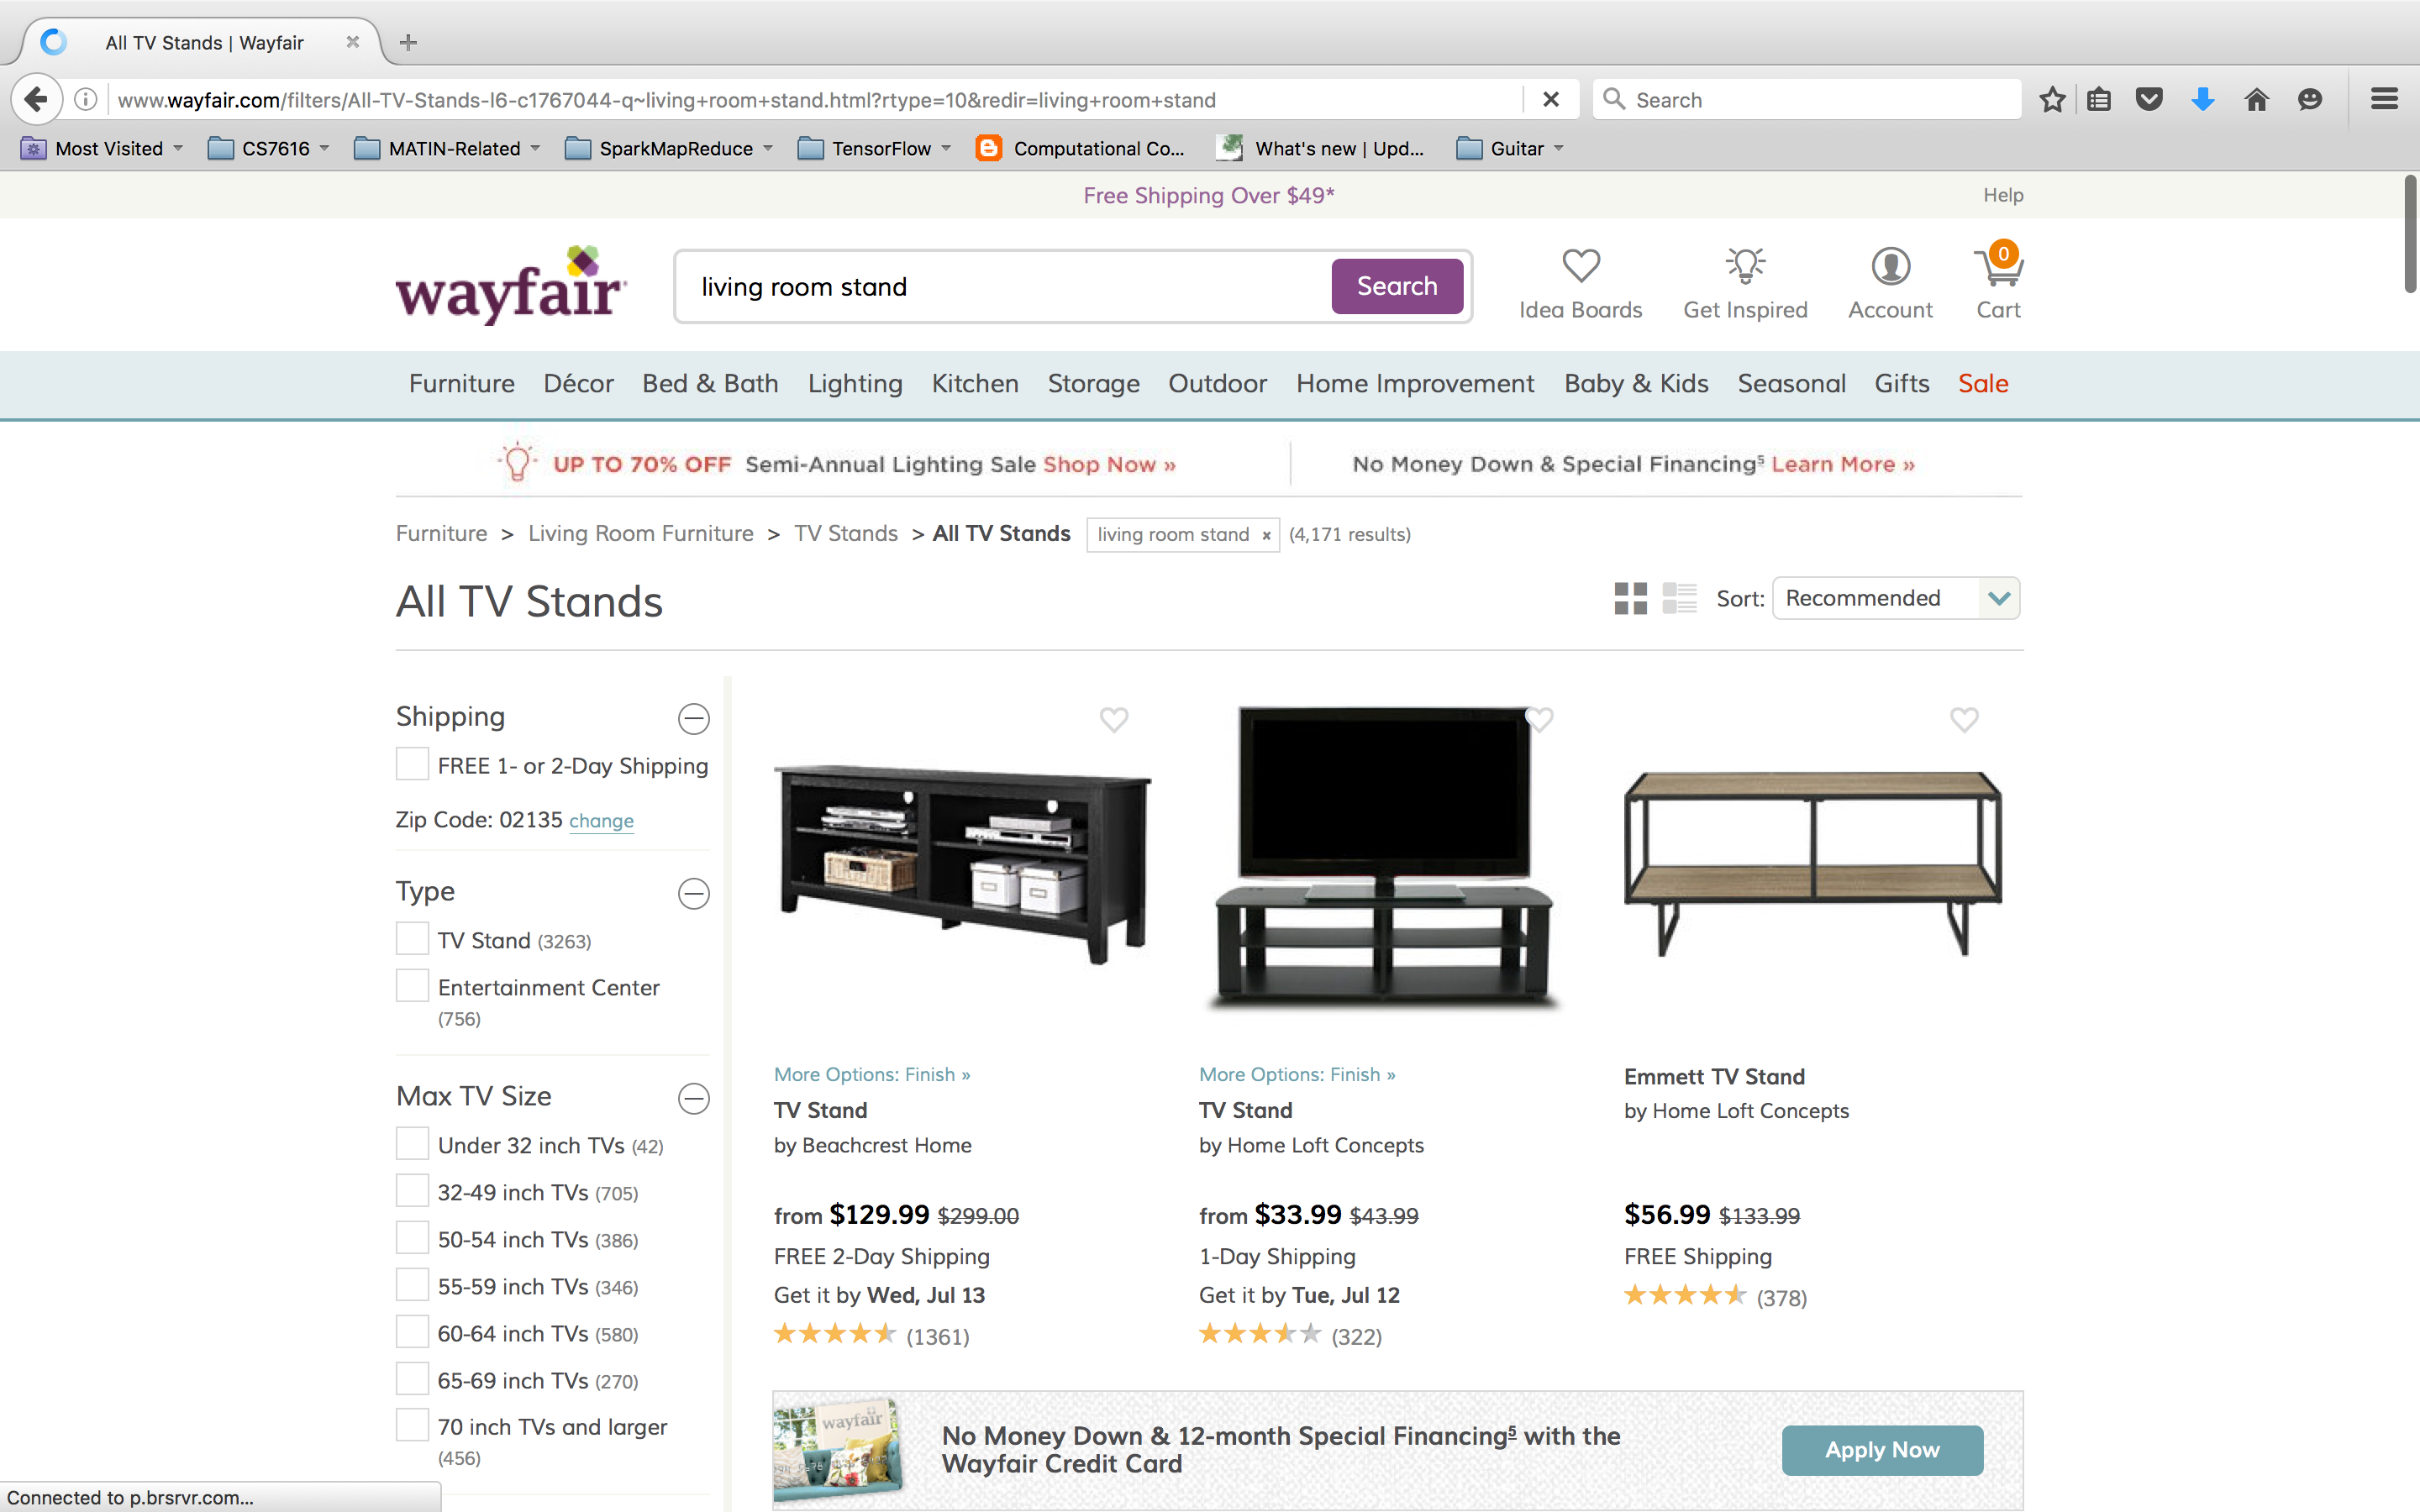 All TV Stands | Wayfair
www.wayfair.com/filters/All-TV-Stands-l6-c1767044-q~living+room+stand.html?rtype=10&redir=living+room+stand
Search
Most Visited
CS7616
MATIN-Related
SparkMapReduce
TensorFlow
Computational Co...
What's new | Upd...
Guitar
Free Shipping Over $49*
Help
wayfair
living room stand
Search
Idea Boards
Get Inspired
Account
0
Cart
Furniture
Décor
Bed & Bath
Lighting
Kitchen
Storage
Outdoor
Home Improvement
Baby & Kids
Seasonal
Gifts
Sale
UP TO 70% OFF Semi-Annual Lighting Sale Shop Now »
No Money Down & Special Financing⁵ Learn More »
Furniture > Living Room Furniture > TV Stands > All TV Stands living room stand × (4,171 results)
All TV Stands
Sort: Recommended
Shipping
FREE 1- or 2-Day Shipping
Zip Code: 02135 change
Type
TV Stand (3263)
Entertainment Center
(756)
Max TV Size
Under 32 inch TVs (42)
32-49 inch TVs (705)
50-54 inch TVs (386)
55-59 inch TVs (346)
60-64 inch TVs (580)
65-69 inch TVs (270)
70 inch TVs and larger
(456)
More Options: Finish »
TV Stand
by Beachcrest Home
from $129.99 $299.00
FREE 2-Day Shipping
Get it by Wed, Jul 13
(1361)
More Options: Finish »
TV Stand
by Home Loft Concepts
from $33.99 $43.99
1-Day Shipping
Get it by Tue, Jul 12
(322)
Emmett TV Stand
by Home Loft Concepts
$56.99 $133.99
FREE Shipping
(378)
wayfair
No Money Down & 12-month Special Financing⁵ with the
Wayfair Credit Card
Apply Now
Connected to p.brsrvr.com...